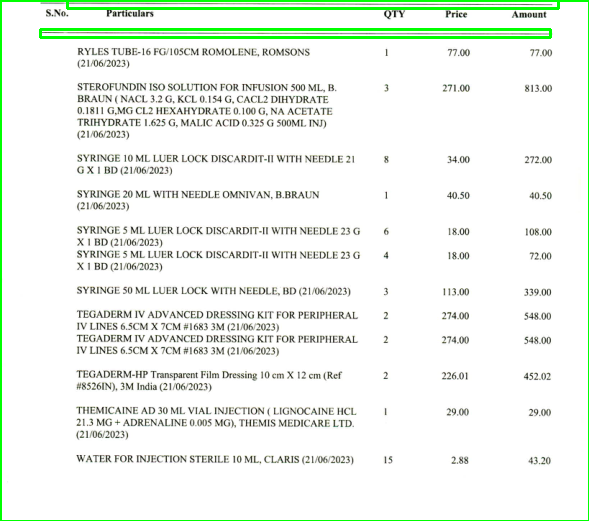 S.No. Particulars QTY Price Amount
RYLES TUBE-16 FG/105CM ROMOLENE, ROMSONS 1 77.00 77.00
(21/06/2023)
STEROFUNDIN ISO SOLUTION FOR INFUSION 500 ML, B. 3 271.00 813.00
BRAUN ( NACL 3.2 G, KCL 0.154 G, CACL2 DIHYDRATE
0.1811 G,MG CL2 HEXAHYDRATE 0.100 G, NA ACETATE
TRIHYDRATE 1.625 G, MALIC ACID 0.325 G 500ML INJ)
(21/06/2023)
SYRINGE 10 ML LUER LOCK DISCARDIT-II WITH NEEDLE 21 8 34.00 272.00
G X 1 BD (21/06/2023)
SYRINGE 20 ML WITH NEEDLE OMNIVAN, B.BRAUN 1 40.50 40.50
(21/06/2023)
SYRINGE 5 ML LUER LOCK DISCARDIT-II WITH NEEDLE 23 G 6 18.00 108.00
X 1 BD (21/06/2023)
SYRINGE 5 ML LUER LOCK DISCARDIT-II WITH NEEDLE 23 G 4 18.00 72.00
X 1 BD (21/06/2023)
SYRINGE 50 ML LUER LOCK WITH NEEDLE, BD (21/06/2023) 3 113.00 339.00
TEGADERM IV ADVANCED DRESSING KIT FOR PERIPHERAL 2 274.00 548.00
IV LINES 6.5CM X 7CM #1683 3M (21/06/2023)
TEGADERM IV ADVANCED DRESSING KIT FOR PERIPHERAL 2 274.00 548.00
IV LINES 6.5CM X 7CM #1683 3M (21/06/2023)
TEGADERM-HP Transparent Film Dressing 10 cm X 12 cm (Ref 2 226.01 452.02
#8526IN), 3M India (21/06/2023)
THEMICAINE AD 30 ML VIAL INJECTION ( LIGNOCAINE HCL 1 29.00 29.00
21.3 MG + ADRENALINE 0.005 MG), THEMIS MEDICARE LTD.
(21/06/2023)
WATER FOR INJECTION STERILE 10 ML, CLARIS (21/06/2023) 15 2.88 43.20